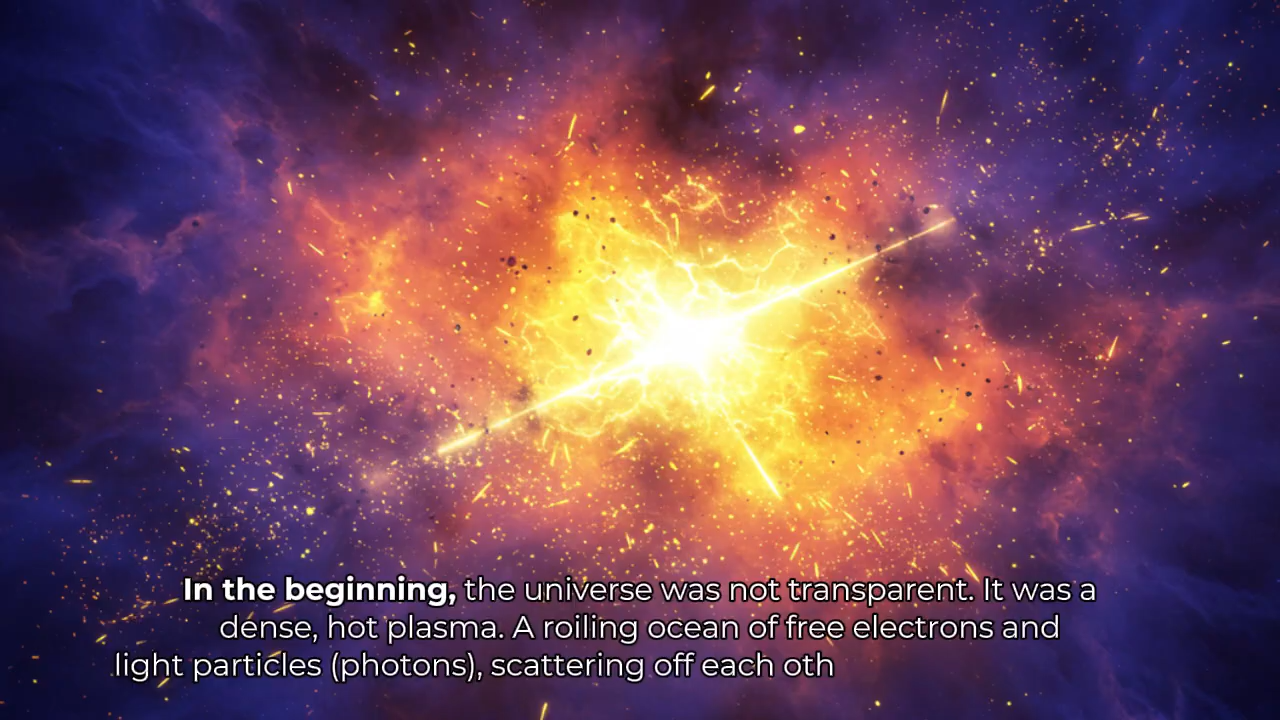 In the beginning, the universe was not transparent. It was a
dense, hot plasma. A roiling ocean of free electrons and
light particles (photons), scattering off each oth